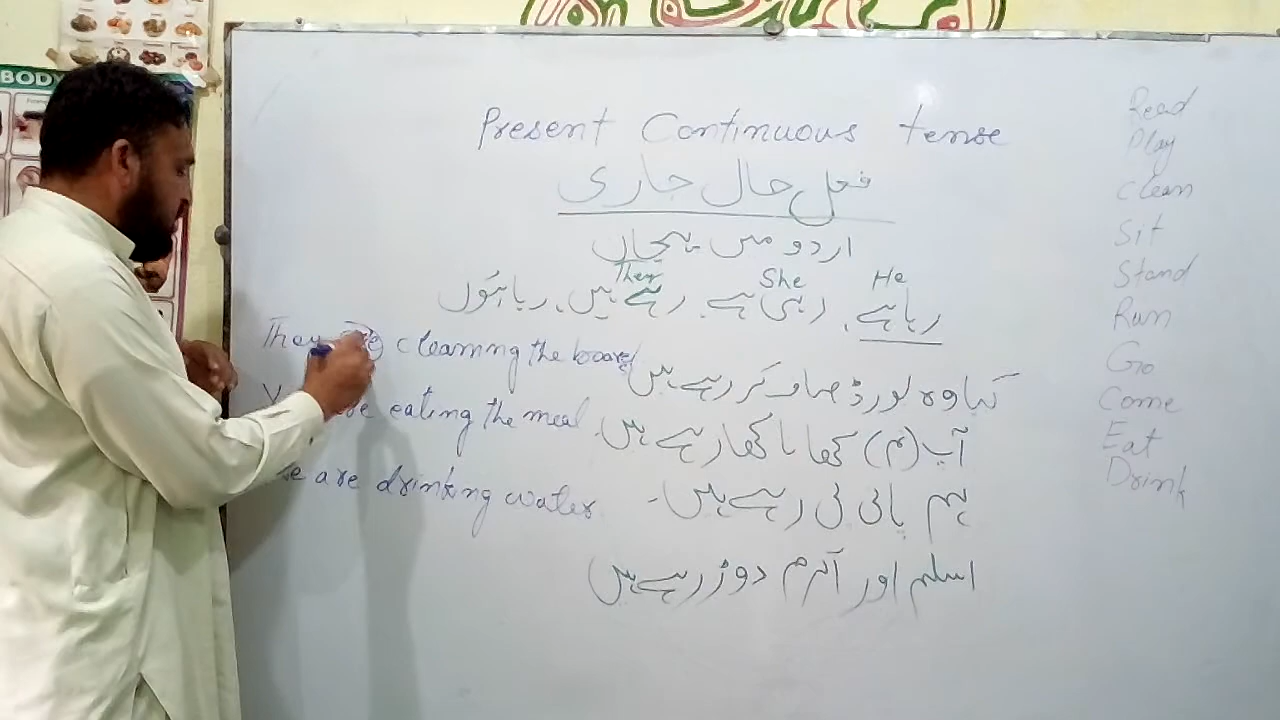 BODY
Present Continuous tense
فعل حال جاری
اردو میں پہچان
He She They
رہا ہے، رہی ہے، رہے ہیں، رہا ہوں
They cleaning the board
کیا وہ بورڈ صاف کر رہے ہیں
eating the meal
آپ (تم) کھانا کھا رہے ہیں
are drinking water
ہم پانی پی رہے ہیں۔
اسلم اور اکرم دوڑ رہے ہیں
Read
Play
Clean
Sit
Stand
Run
Go
Come
Eat
Drink